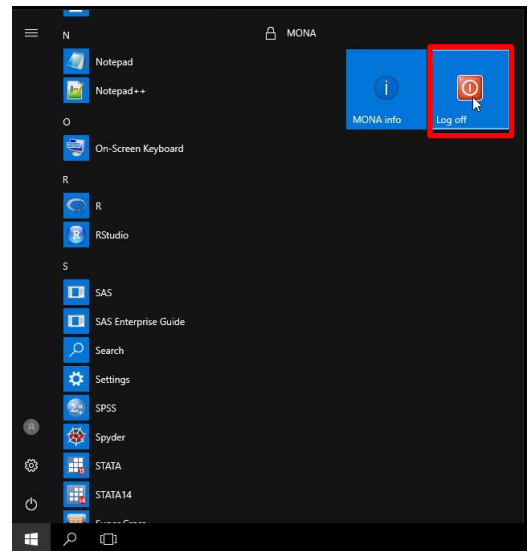 N
MONA
Notepad
Notepad++
MONA info
Log off
O
On-Screen Keyboard
R
R
RStudio
S
SAS
SAS Enterprise Guide
Search
Settings
SPSS
Spyder
STATA
STATA14